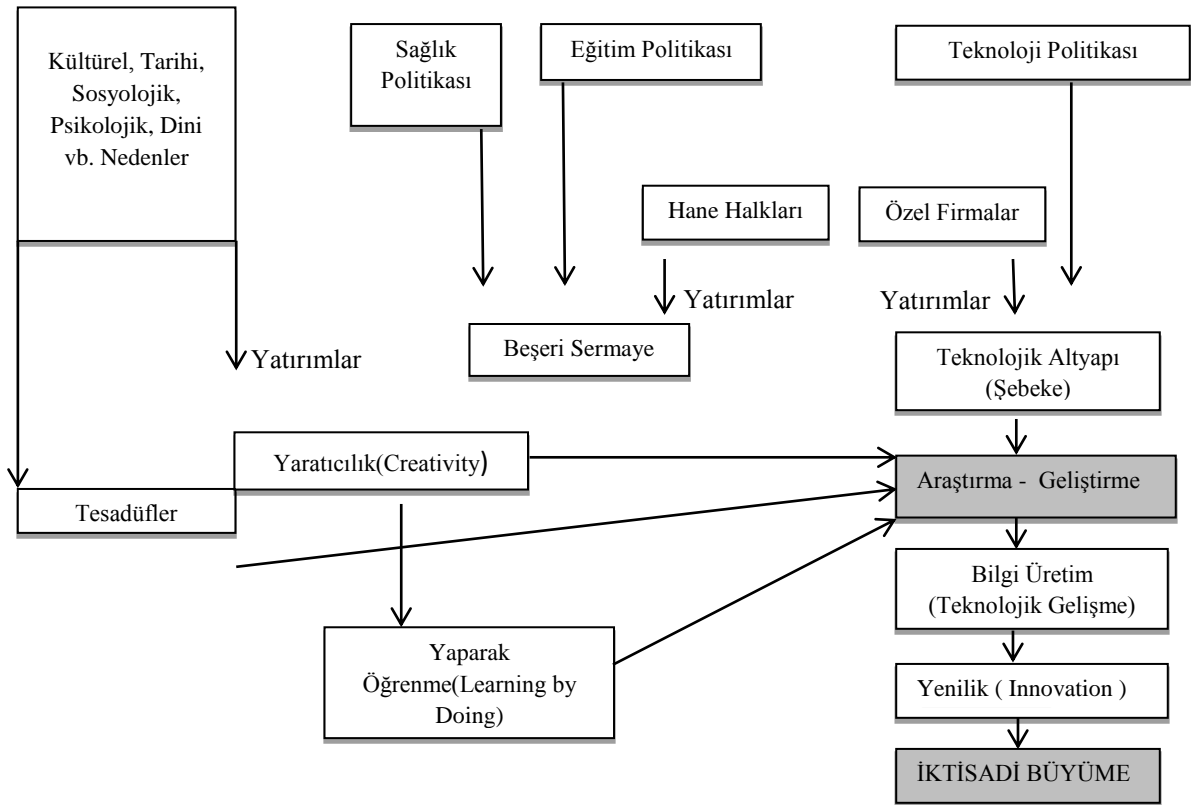 Kültürel, Tarihi,
Sosyolojik,
Psikolojik, Dini
vb. Nedenler
Sağlık
Politikası
Eğitim Politikası
Teknoloji Politikası
Hane Halkları
Özel Firmalar
Yatırımlar
Yatırımlar
Yatırımlar
Beşeri Sermaye
Teknolojik Altyapı
(Şebeke)
Yaratıcılık(Creativity)
Araştırma - Geliştirme
Tesadüfler
Bilgi Üretim
(Teknolojik Gelişme)
Yaparak
Öğrenme(Learning by
Doing)
Yenilik ( Innovation )
İKTİSADİ BÜYÜME